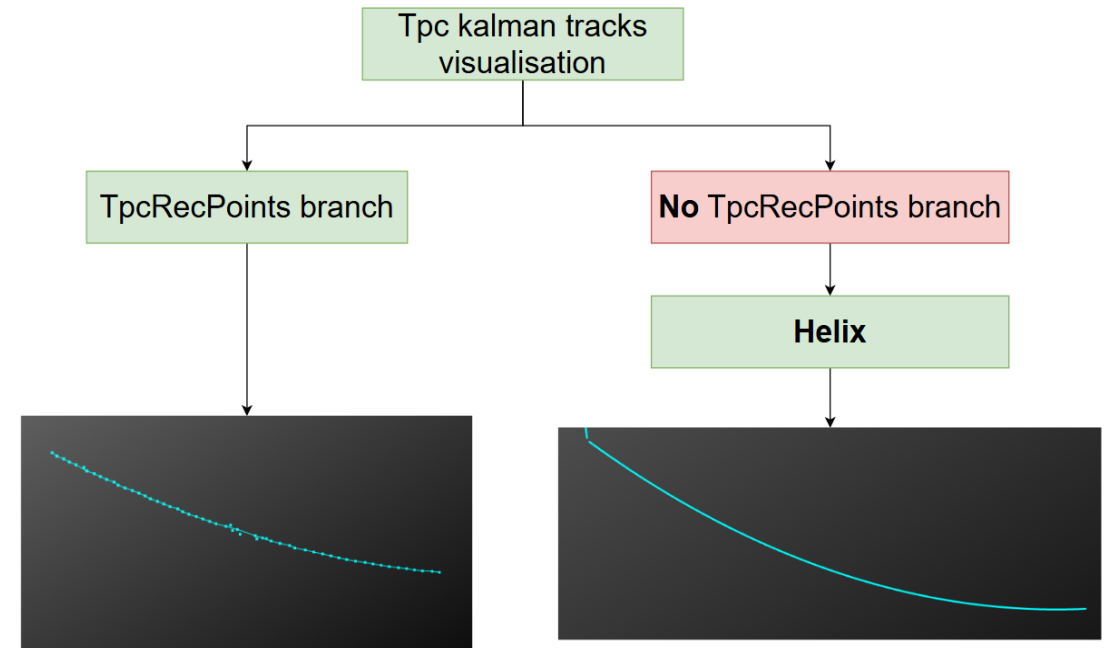 Tpc kalman tracks
visualisation
TpcRecPoints branch
No TpcRecPoints branch
Helix